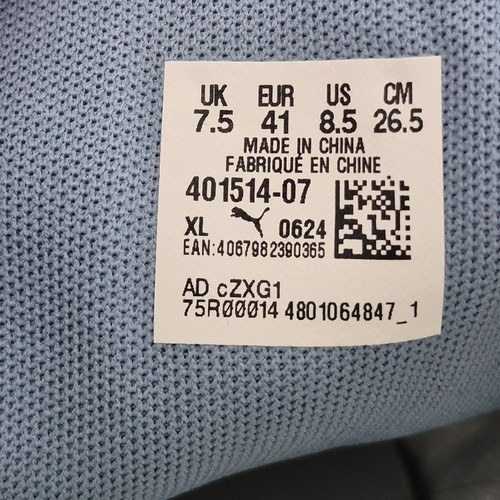 UK EUR US CM
7.5 41 8.5 26.5
MADE IN CHINA
FABRIQUÉ EN CHINE
401514-07
XL 0624
EAN:4067982390365
AD cZXG1
75R00014 4801064847_1